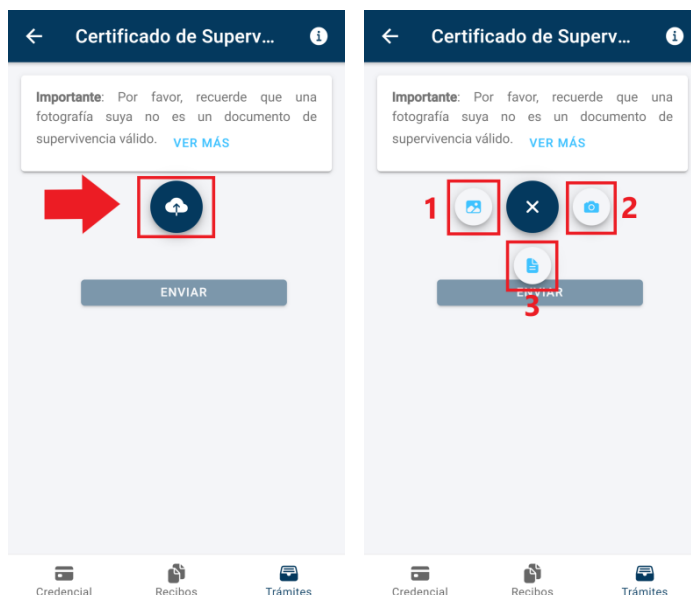 Certificado de Superv...
Importante: Por favor, recuerde que una
fotografía suya no es un documento de
supervivencia válido. VER MÁS
ENVIAR
Credencial
Recibos
Trámites
Certificado de Superv...
Importante: Por favor, recuerde que una
fotografía suya no es un documento de
supervivencia válido. VER MÁS
1
2
ENVIAR
3
Credencial
Recibos
Trámites